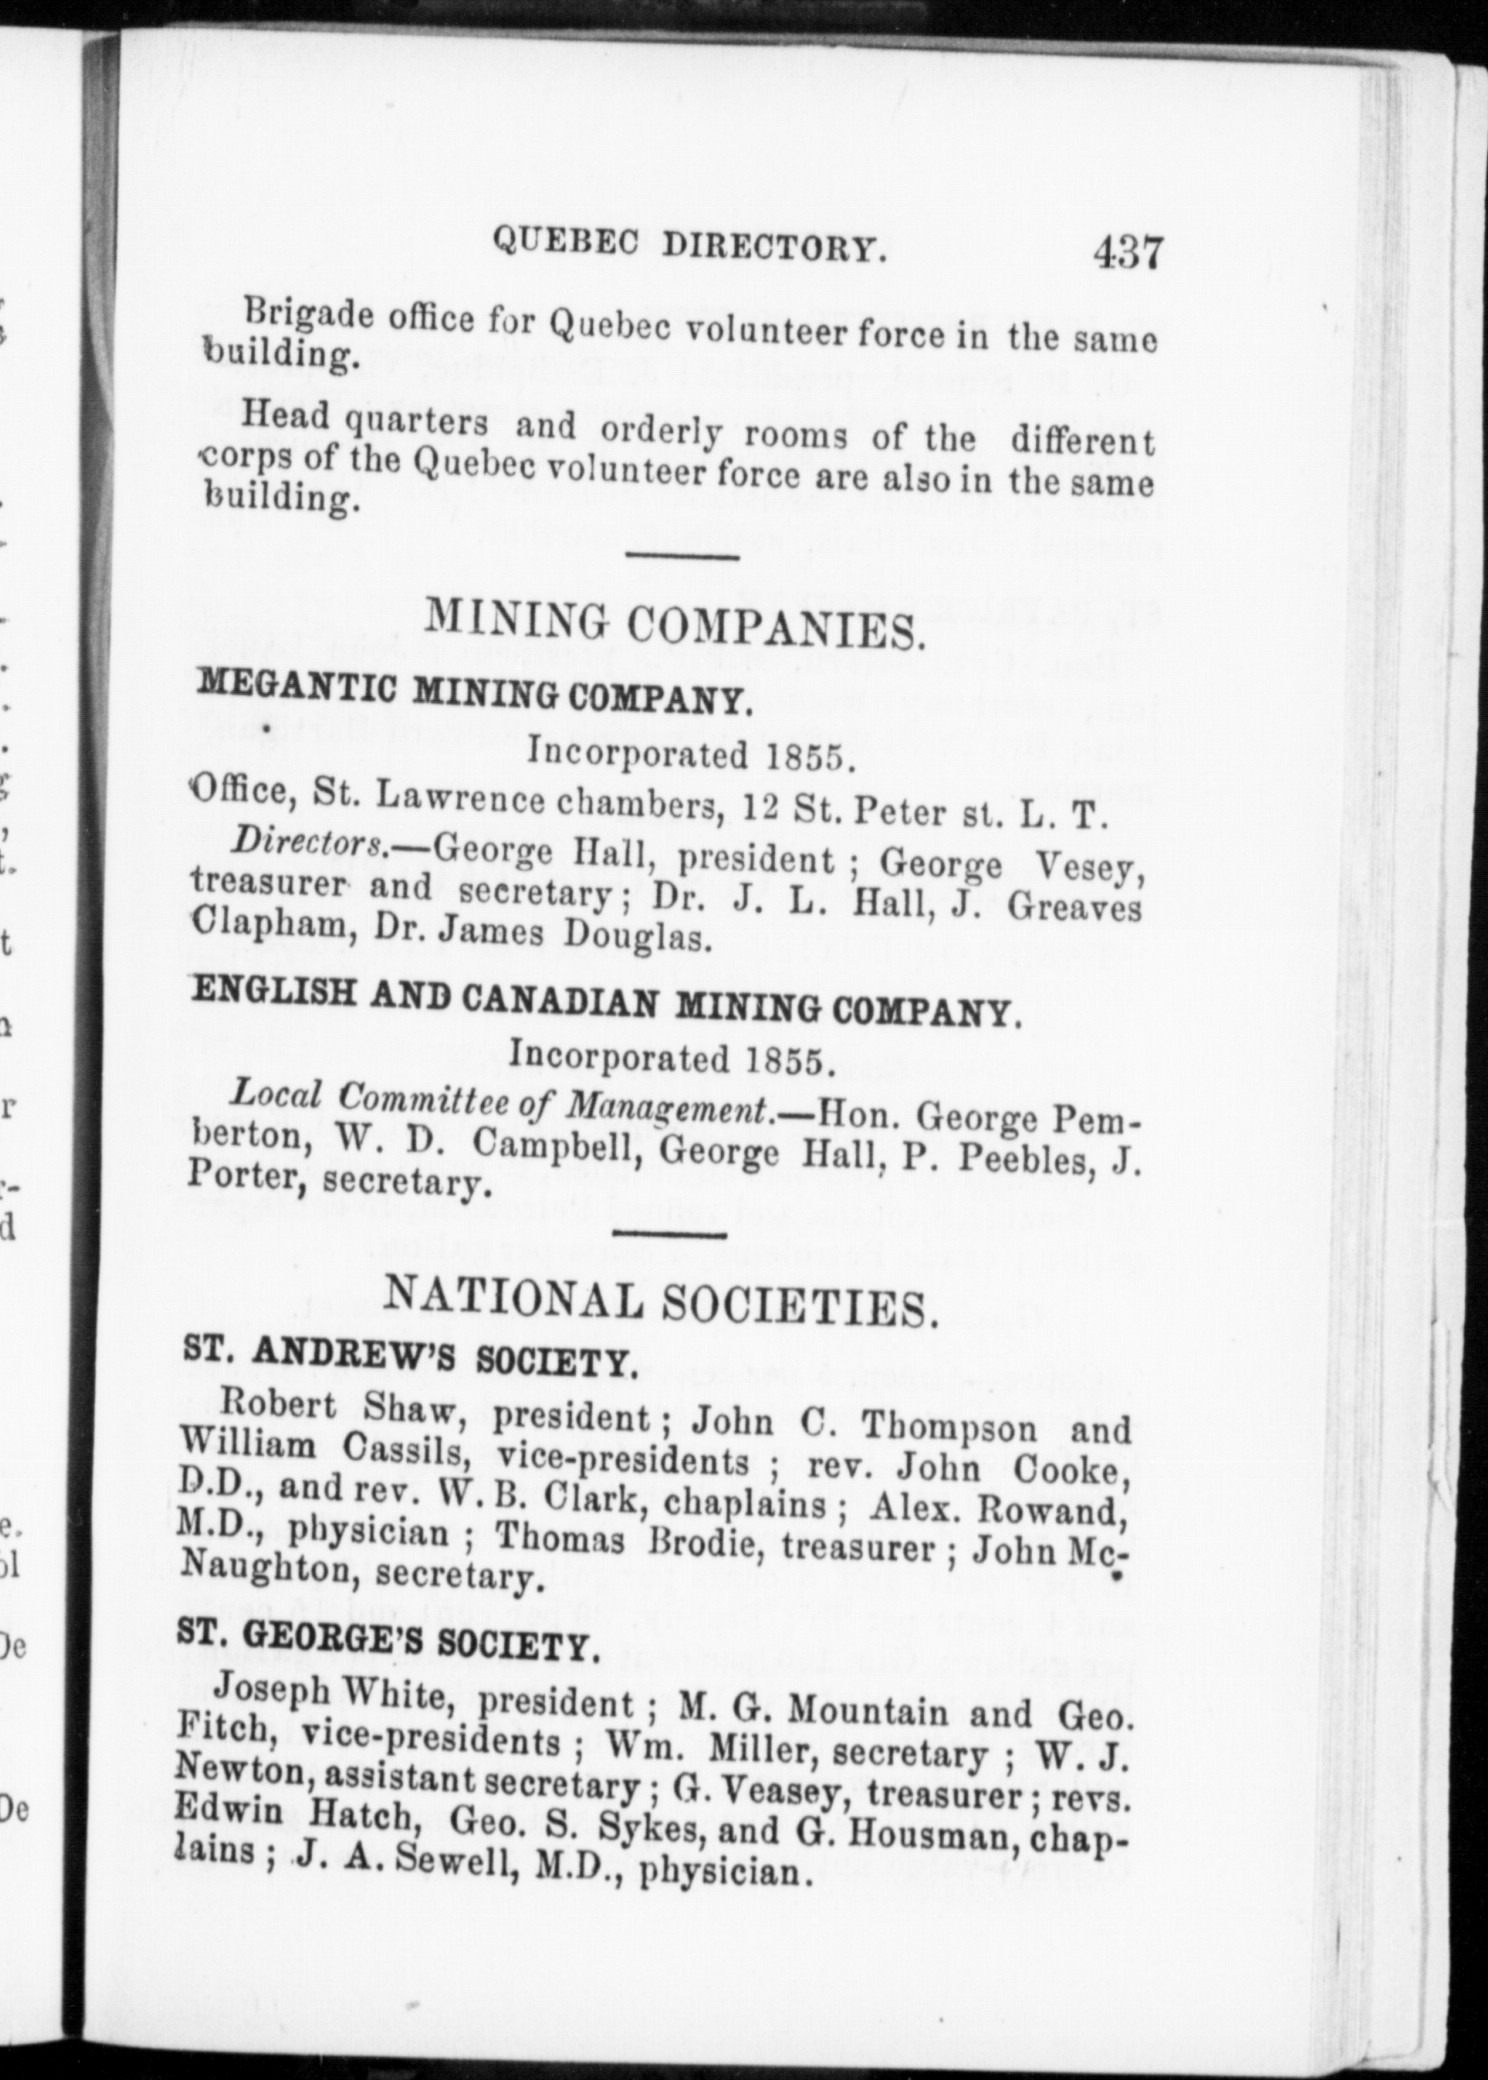 QUEBEC DIRECTORY. 437
Brigade office for Quebec volunteer force in the same
building.
Head quarters and orderly rooms of the different
corps of the Quebec volunteer force are also in the same
building.
MINING COMPANIES.
MEGANTIC MINING COMPANY.
Incorporated 1855.
Office, St. Lawrence chambers, 12 St. Peter st. L. T.
Directors.—George Hall, president ; George Vesey,
treasurer and secretary ; Dr. J. L. Hall, J. Greaves
Clapham, Dr. James Douglas.
ENGLISH AND CANADIAN MINING COMPANY.
Incorporated 1855.
Local Committee of Management.—Hon. George Pem-
berton, W. D. Campbell, George Hall, P. Peebles, J.
Porter, secretary.
NATIONAL SOCIETIES.
ST. ANDREW'S SOCIETY.
Robert Shaw, president ; John C. Thompson and
William Cassils, vice-presidents ; rev. John Cooke,
D.D., and rev. W. B. Clark, chaplains ; Alex. Rowand,
M.D., physician ; Thomas Brodie, treasurer ; John Mc-
Naughton, secretary.
ST. GEORGE'S SOCIETY.
Joseph White, president ; M. G. Mountain and Geo.
Fitch, vice-presidents ; Wm. Miller, secretary ; W. J.
Newton, assistant secretary ; G. Veasey, treasurer ; revs.
Edwin Hatch, Geo. S. Sykes, and G. Housman, chap-
lains ; J. A. Sewell, M.D., physician.